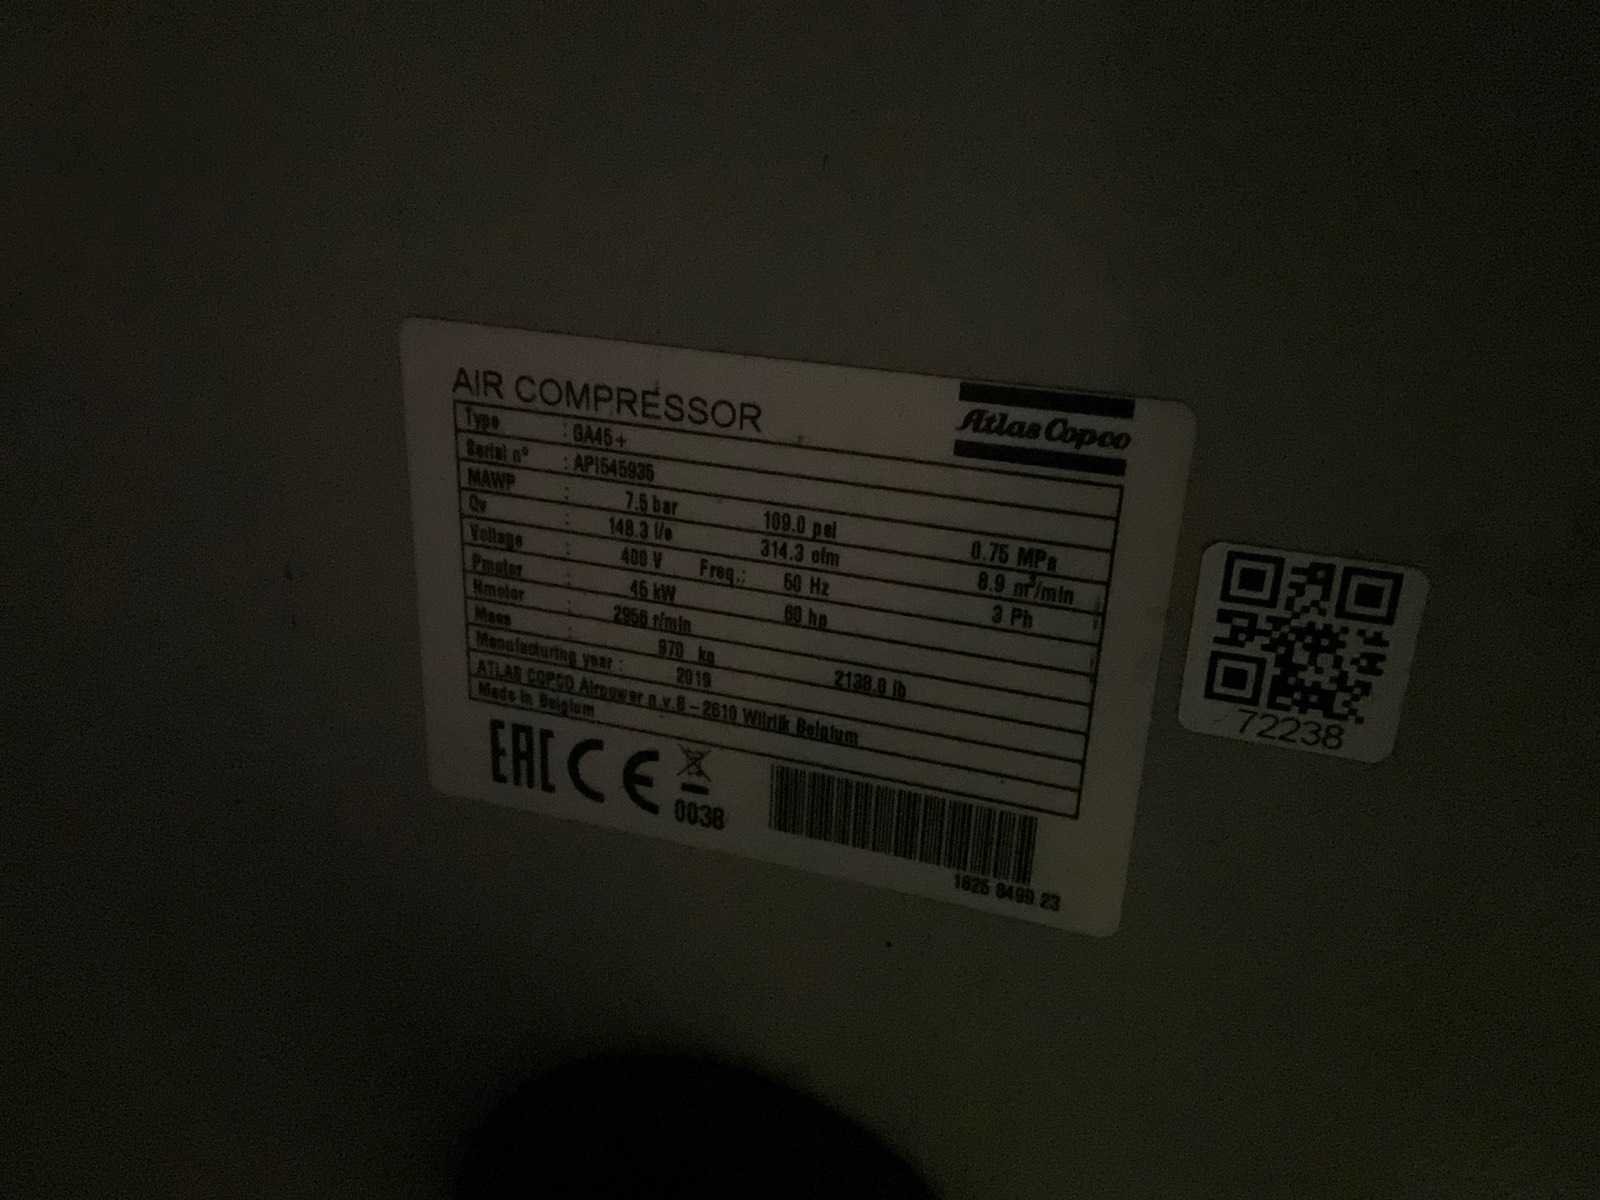 AIR COMPRESSOR
Atlas Copco
Type : GA45+
Serial n° : API545936
MAWP : 7.5 bar 109.0 psi 0.75 MPa
Qv : 148.3 l/s 314.3 cfm 8.9 m³/min
Voltage : 400 V Freq.: 50 Hz 3 Ph
Pmotor : 45 kW 60 hp
Nmotor : 2956 r/min
Mass : 970 kg 2138.0 lb
Manufacturing year : 2019
ATLAS COPCO Airpower n.v. B – 2610 Wilrijk Belgium
Made in Belgium
EAC CE 0038
1625 8499 23
72238